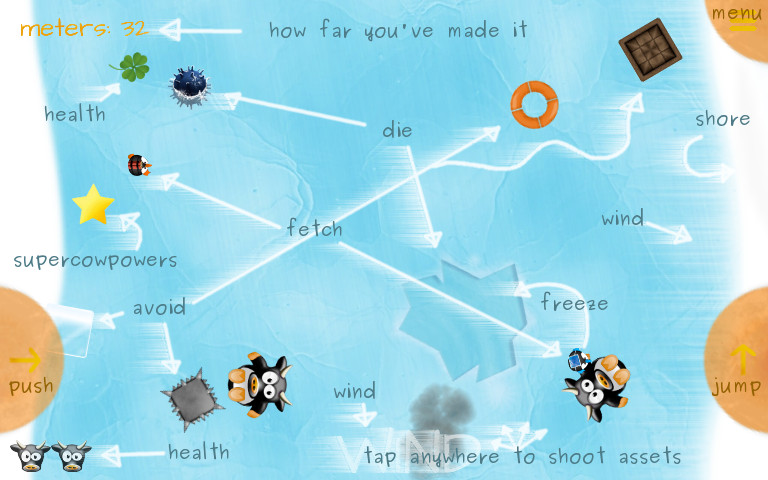 meters: 32
how far you've made it
menu
health
die
shore
fetch
wind
supercowpowers
avoid
freeze
push
jump
wind
WIND
health
tap anywhere to shoot assets